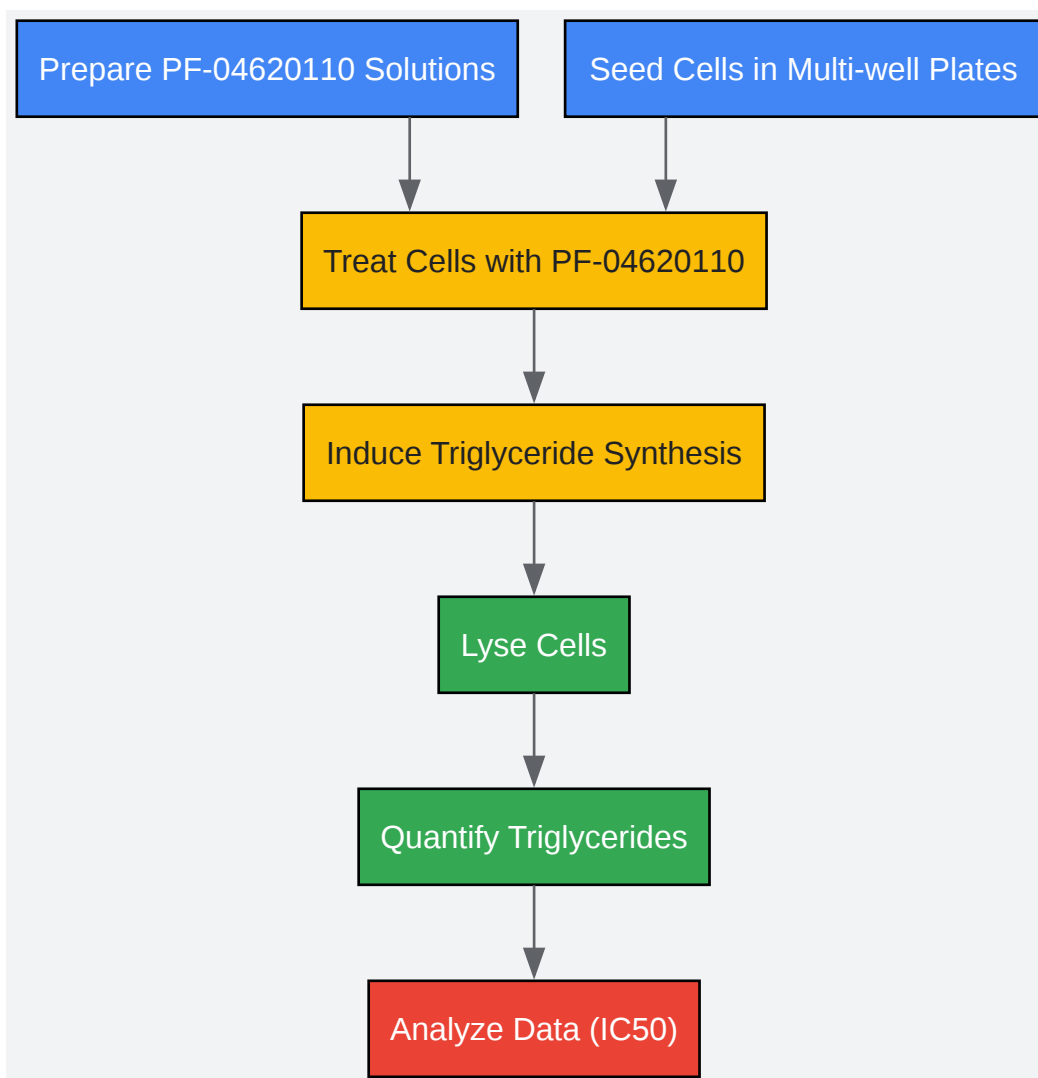 Prepare PF-04620110 Solutions
Seed Cells in Multi-well Plates
Treat Cells with PF-04620110
Induce Triglyceride Synthesis
Lyse Cells
Quantify Triglycerides
Analyze Data (IC50)